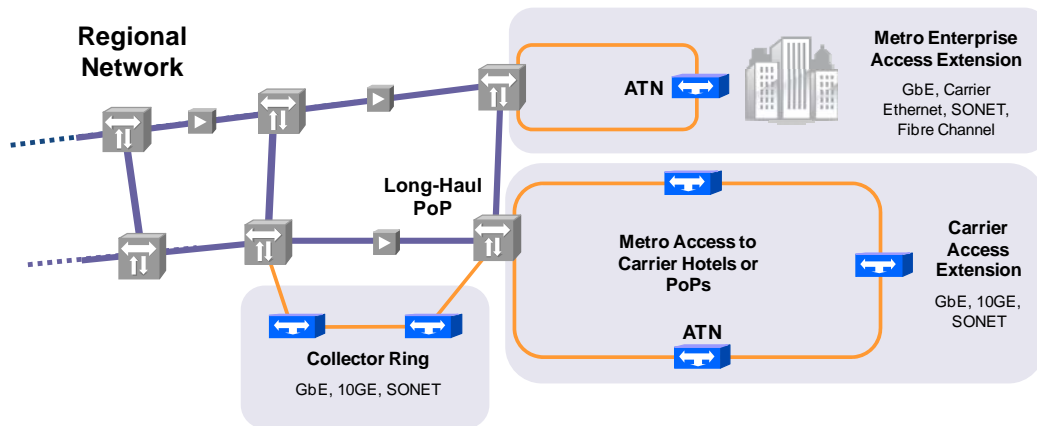 Regional
Network
ATN
Metro Enterprise
Access Extension
GbE, Carrier
Ethernet, SONET,
Fibre Channel
Long-Haul
PoP
Metro Access to
Carrier Hotels or
PoPs
ATN
Carrier
Access
Extension
GbE, 10GE,
SONET
Collector Ring
GbE, 10GE, SONET